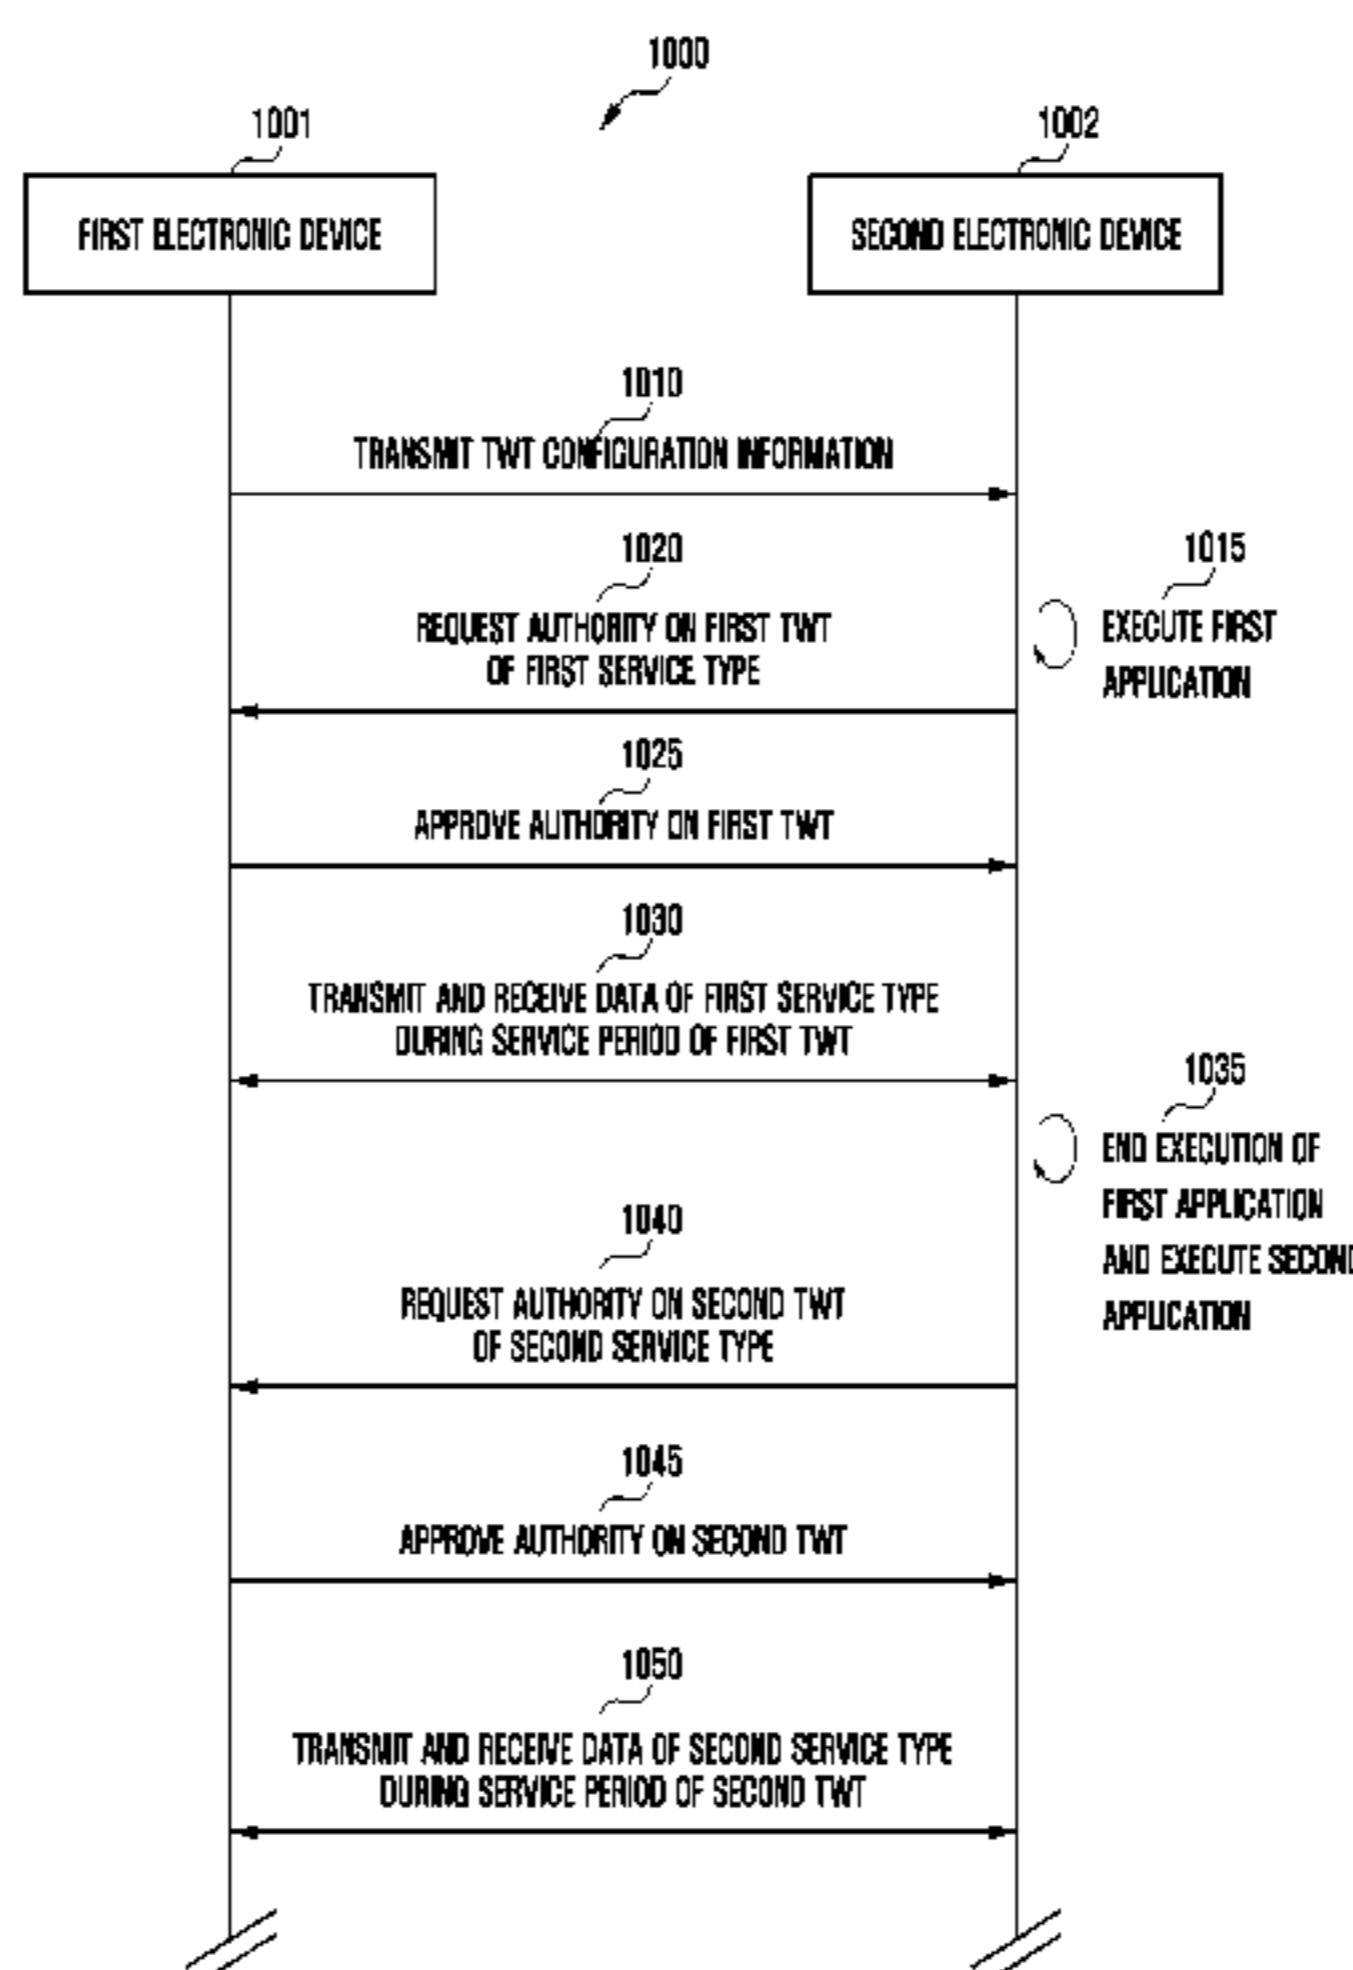 1000
1001
1002
FIRST ELECTRONIC DEVICE
SECOND ELECTRONIC DEVICE
1010
TRANSMIT TWT CONFIGURATION INFORMATION
1015
EXECUTE FIRST
APPLICATION
1020
REQUEST AUTHORITY ON FIRST TWT
OF FIRST SERVICE TYPE
1025
APPROVE AUTHORITY ON FIRST TWT
1030
TRANSMIT AND RECEIVE DATA OF FIRST SERVICE TYPE
DURING SERVICE PERIOD OF FIRST TWT
1035
END EXECUTION OF
FIRST APPLICATION
AND EXECUTE SECOND
APPLICATION
1040
REQUEST AUTHORITY ON SECOND TWT
OF SECOND SERVICE TYPE
1045
APPROVE AUTHORITY ON SECOND TWT
1050
TRANSMIT AND RECEIVE DATA OF SECOND SERVICE TYPE
DURING SERVICE PERIOD OF SECOND TWT